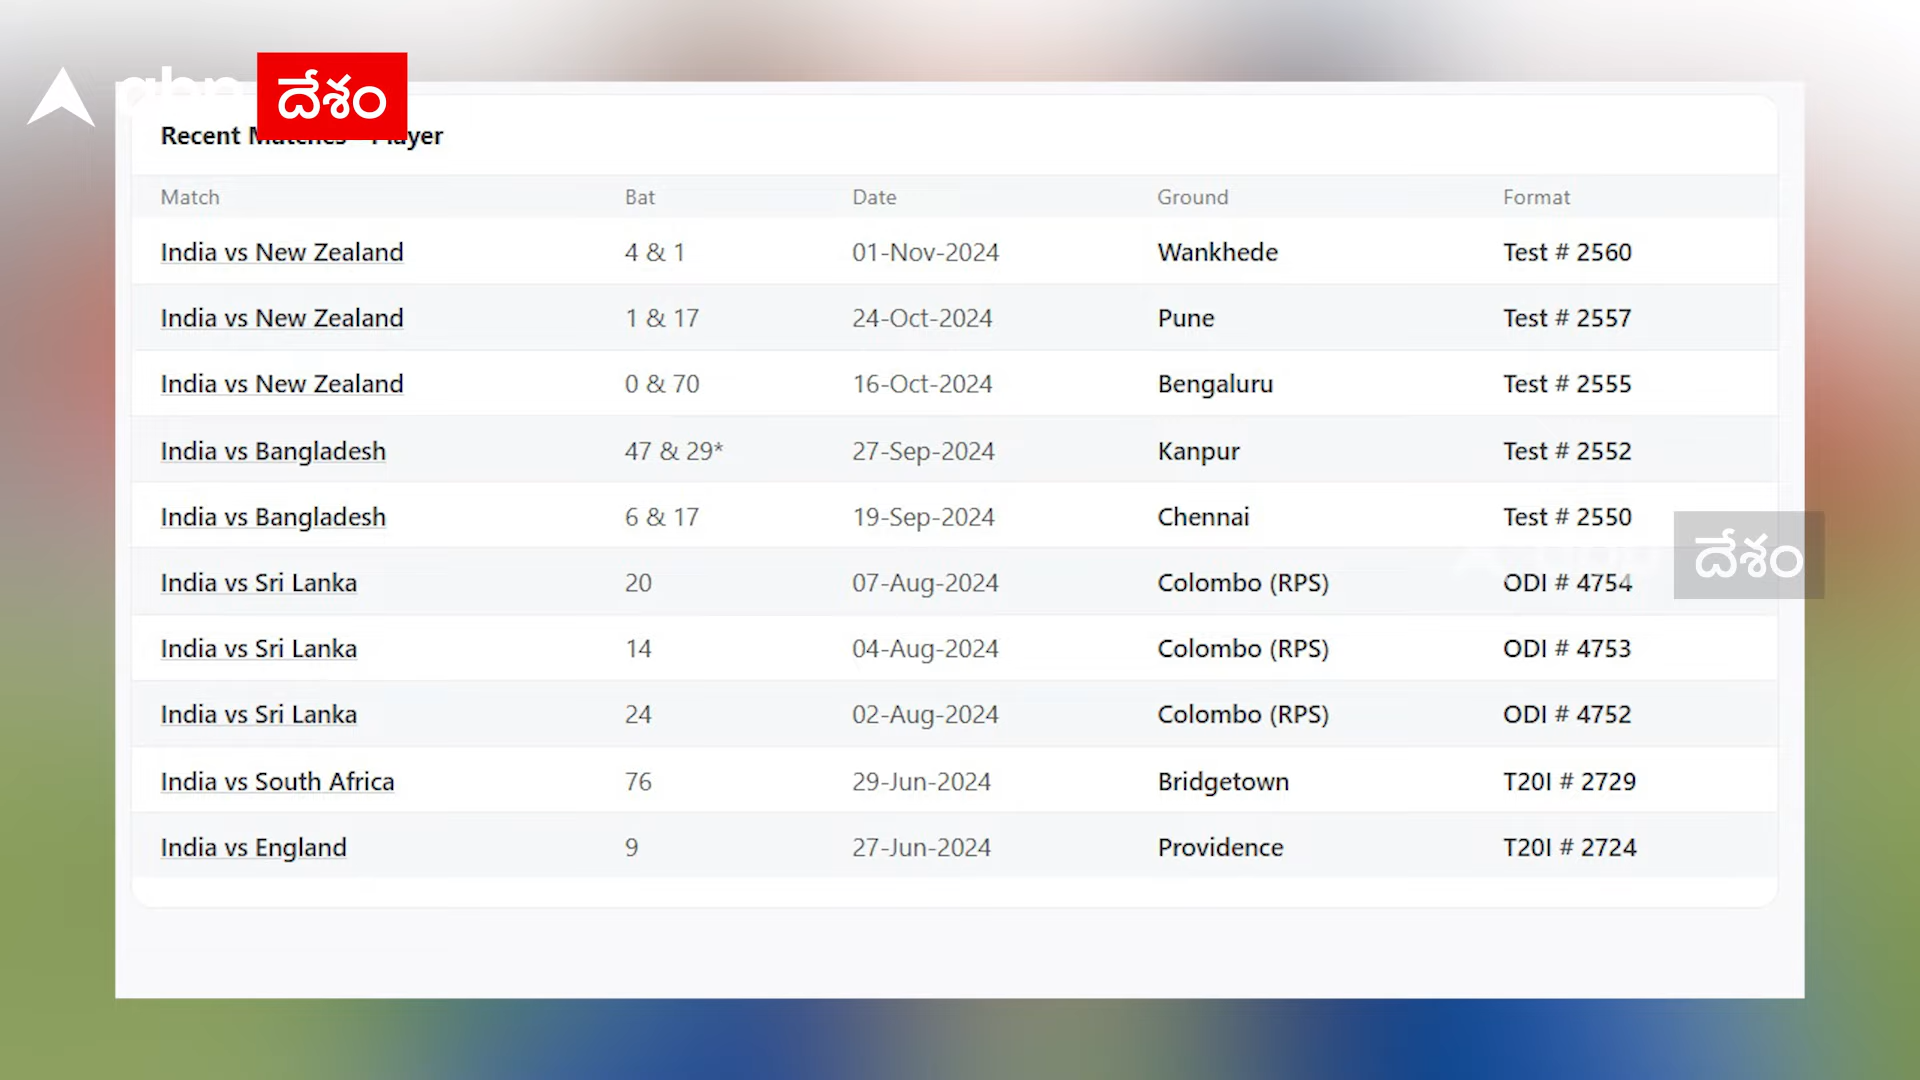 abp దేశం
Recent Matches - Player
Match Bat Date Ground Format
India vs New Zealand 4 & 1 01-Nov-2024 Wankhede Test # 2560
India vs New Zealand 1 & 17 24-Oct-2024 Pune Test # 2557
India vs New Zealand 0 & 70 16-Oct-2024 Bengaluru Test # 2555
India vs Bangladesh 47 & 29* 27-Sep-2024 Kanpur Test # 2552
India vs Bangladesh 6 & 17 19-Sep-2024 Chennai Test # 2550
India vs Sri Lanka 20 07-Aug-2024 Colombo (RPS) ODI # 4754
దేశం
India vs Sri Lanka 14 04-Aug-2024 Colombo (RPS) ODI # 4753
India vs Sri Lanka 24 02-Aug-2024 Colombo (RPS) ODI # 4752
India vs South Africa 76 29-Jun-2024 Bridgetown T20I # 2729
India vs England 9 27-Jun-2024 Providence T20I # 2724